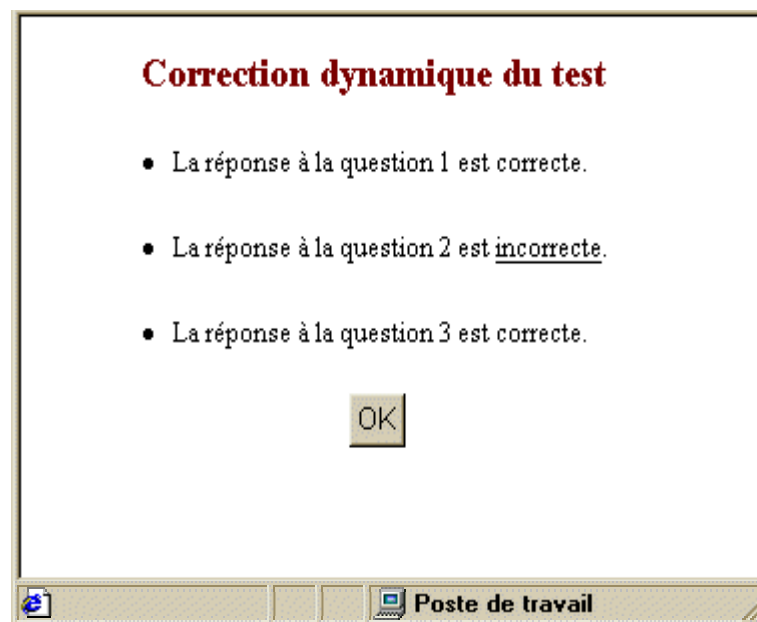 Correction dynamique du test
La réponse à la question 1 est correcte.
La réponse à la question 2 est incorrecte.
La réponse à la question 3 est correcte.
OK
Poste de travail